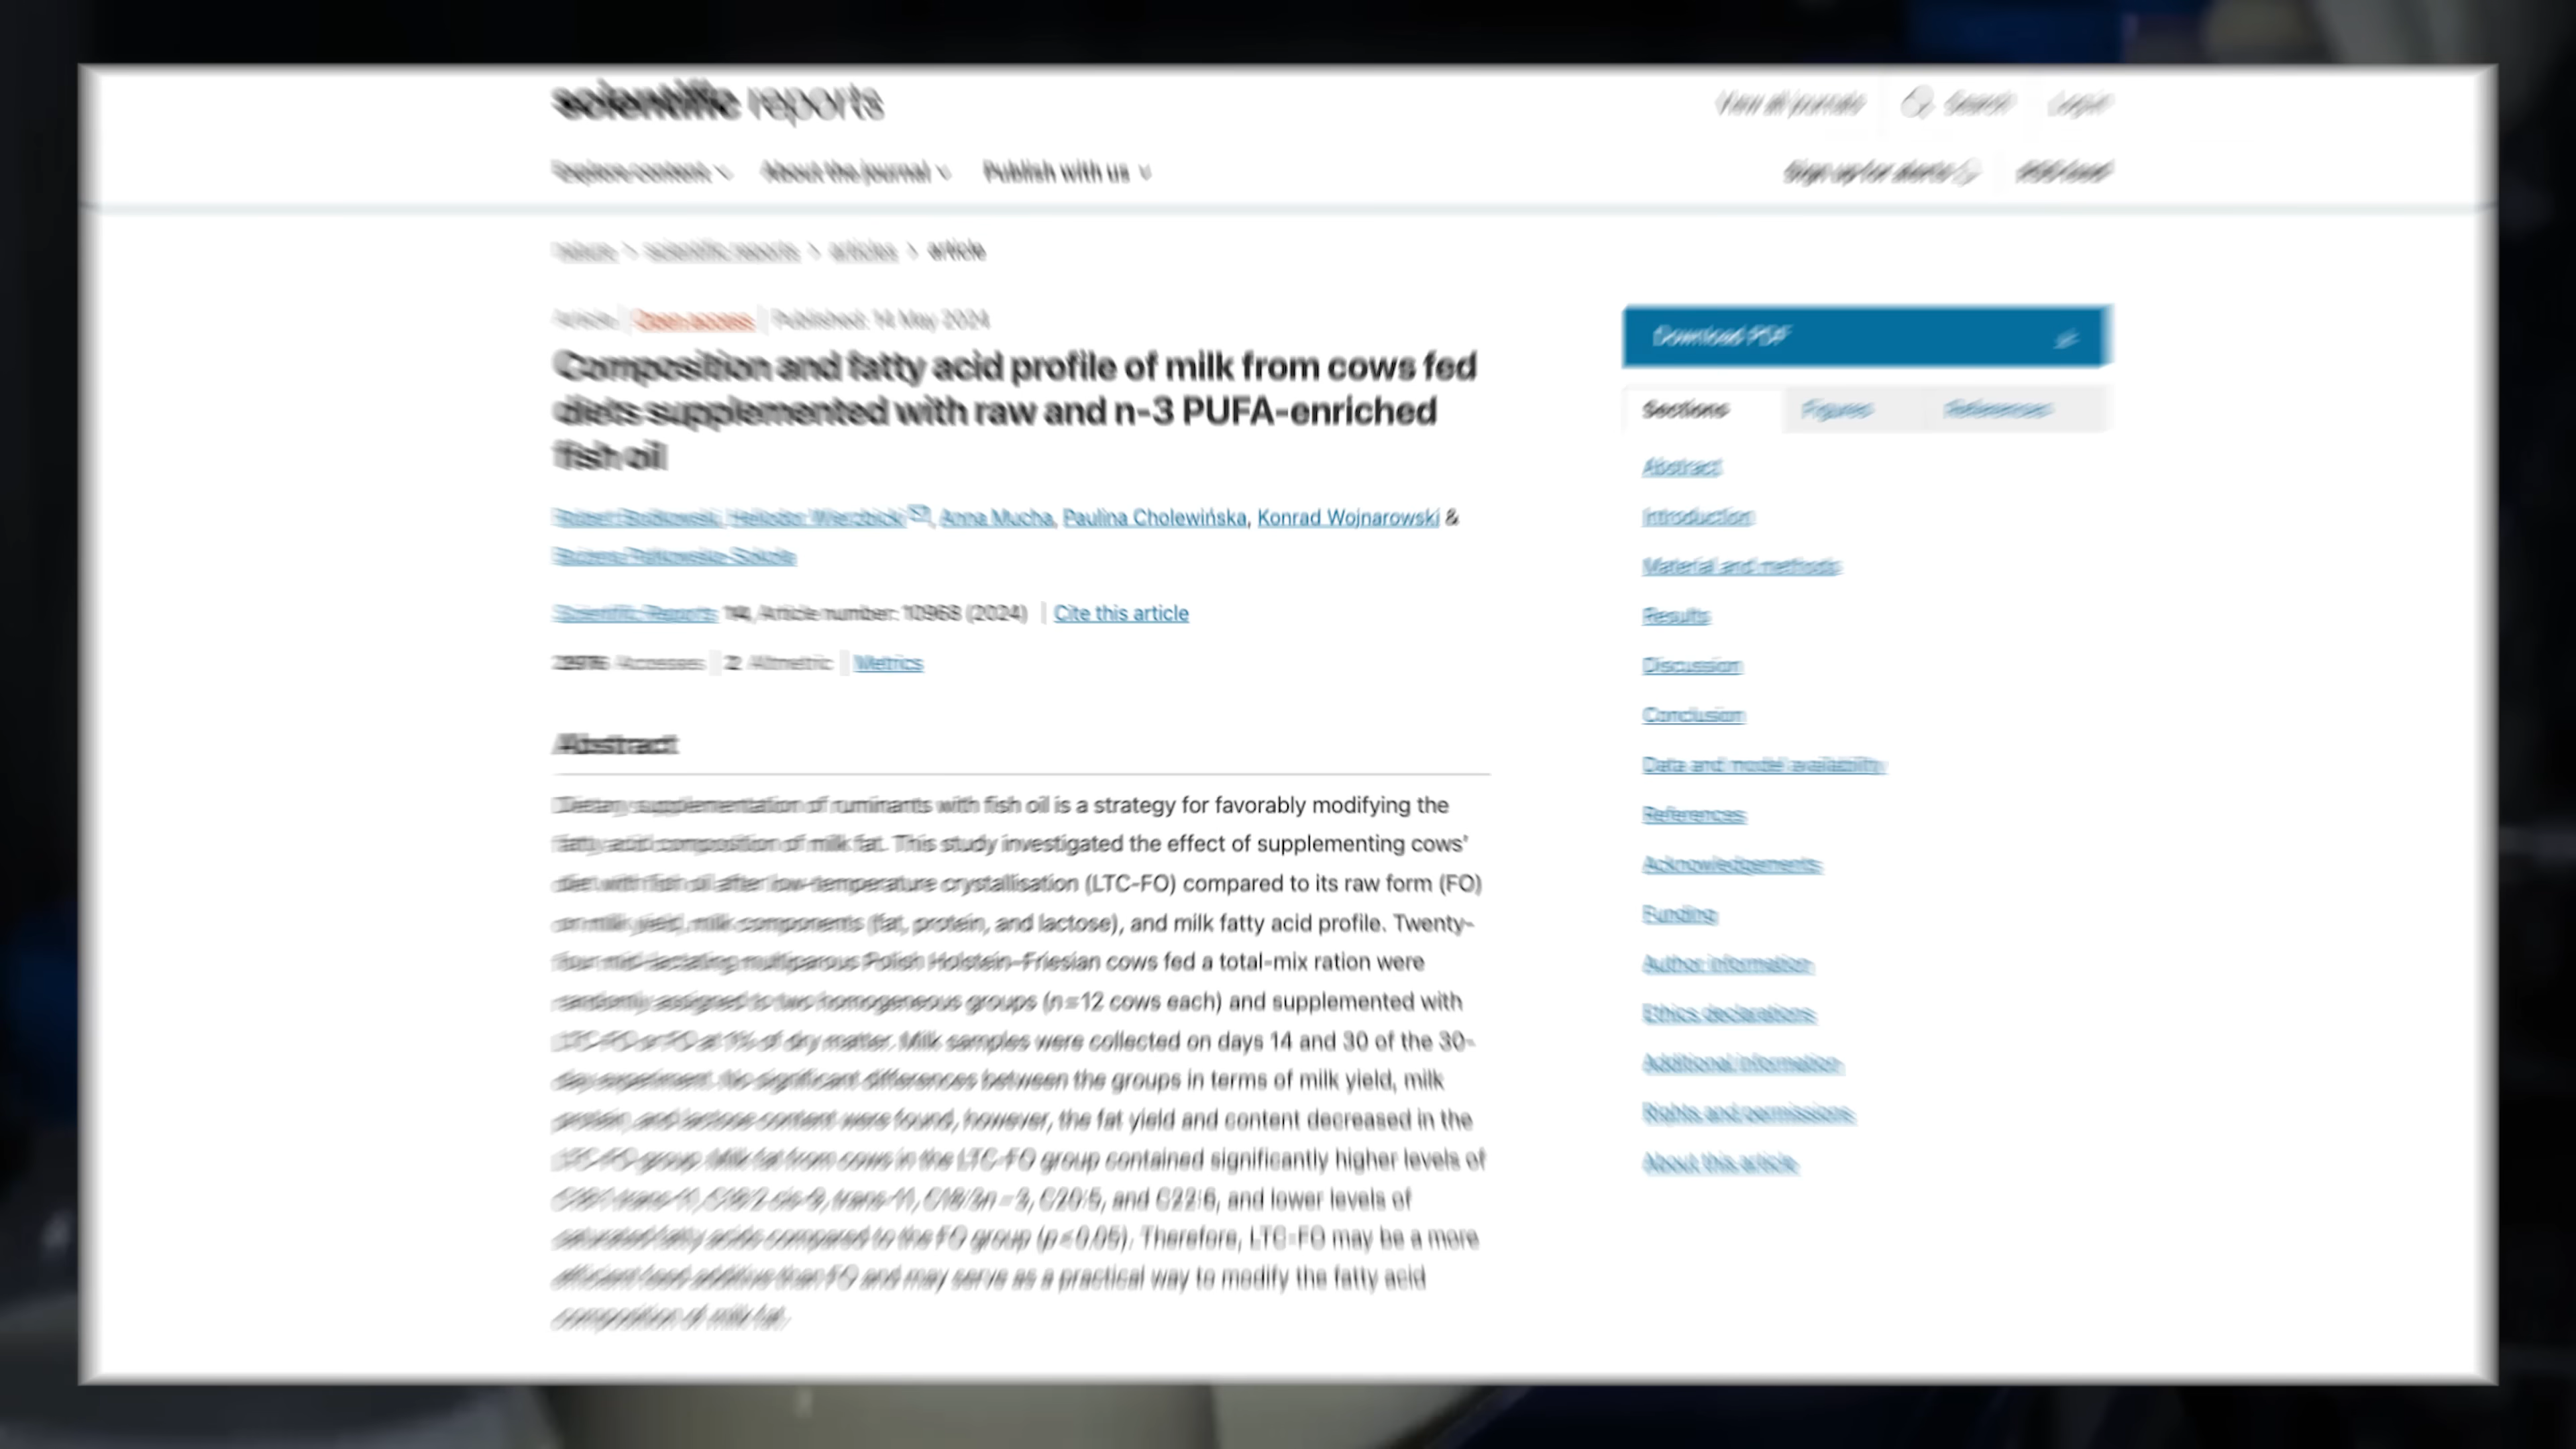 scientific reports
View all journals Search Login
Explore content About the journal Publish with us
Sign up for alerts RSS feed
nature > scientific reports > articles > article
Article | Open access | Published: 14 May 2024
Composition and fatty acid profile of milk from cows fed
diets supplemented with raw and n-3 PUFA-enriched
fish oil
Robert Bodkowski, Heliodor Wierzbicki, Anna Mucha, Paulina Cholewińska, Konrad Wojnarowski &
Bożena Patkowska-Sokoła
Scientific Reports 14, Article number: 10968 (2024) | Cite this article
Accesses | 2 Altmetric | Metrics
Abstract
Dietary supplementation of ruminants with fish oil is a strategy for favorably modifying the
fatty acid composition of milk fat. This study investigated the effect of supplementing cows'
diet with fish oil after low-temperature crystallisation (LTC-FO) compared to its raw form (FO)
on milk yield, milk components (fat, protein, and lactose), and milk fatty acid profile. Twenty-
four mid-lactating multiparous Polish Holstein–Friesian cows fed a total-mix ration were
randomly assigned to two homogeneous groups (n = 12 cows each) and supplemented with
LTC-FO or FO at 1% of dry matter. Milk samples were collected on days 14 and 30 of the 30-
day experiment. No significant differences between the groups in terms of milk yield, milk
protein, and lactose content were found, however, the fat yield and content decreased in the
LTC-FO group. Milk fat from cows in the LTC-FO group contained significantly higher levels of
C18:1 trans-11, C18:2 cis-9, trans-11, C18:3n − 3, C20:5, and C22:6, and lower levels of
saturated fatty acids compared to the FO group (p < 0.05). Therefore, LTC-FO may be a more
efficient feed additive than FO and may serve as a practical way to modify the fatty acid
composition of milk fat.
Download PDF
Sections Figures References
Abstract
Introduction
Material and methods
Results
Discussion
Conclusion
Data and model availability
References
Acknowledgements
Funding
Author information
Ethics declarations
Additional information
Rights and permissions
About this article